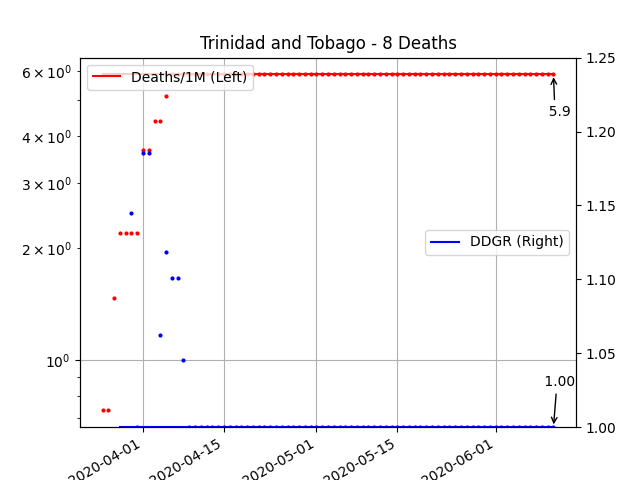 Trinidad and Tobago - 8 Deaths
Deaths/1M (Left)
6 × 10⁰
4 × 10⁰
3 × 10⁰
2 × 10⁰
10⁰
1.25
1.20
1.15
1.10
1.05
1.00
5.9
DDGR (Right)
1.00
2020-04-01
2020-04-15
2020-05-01
2020-05-15
2020-06-01